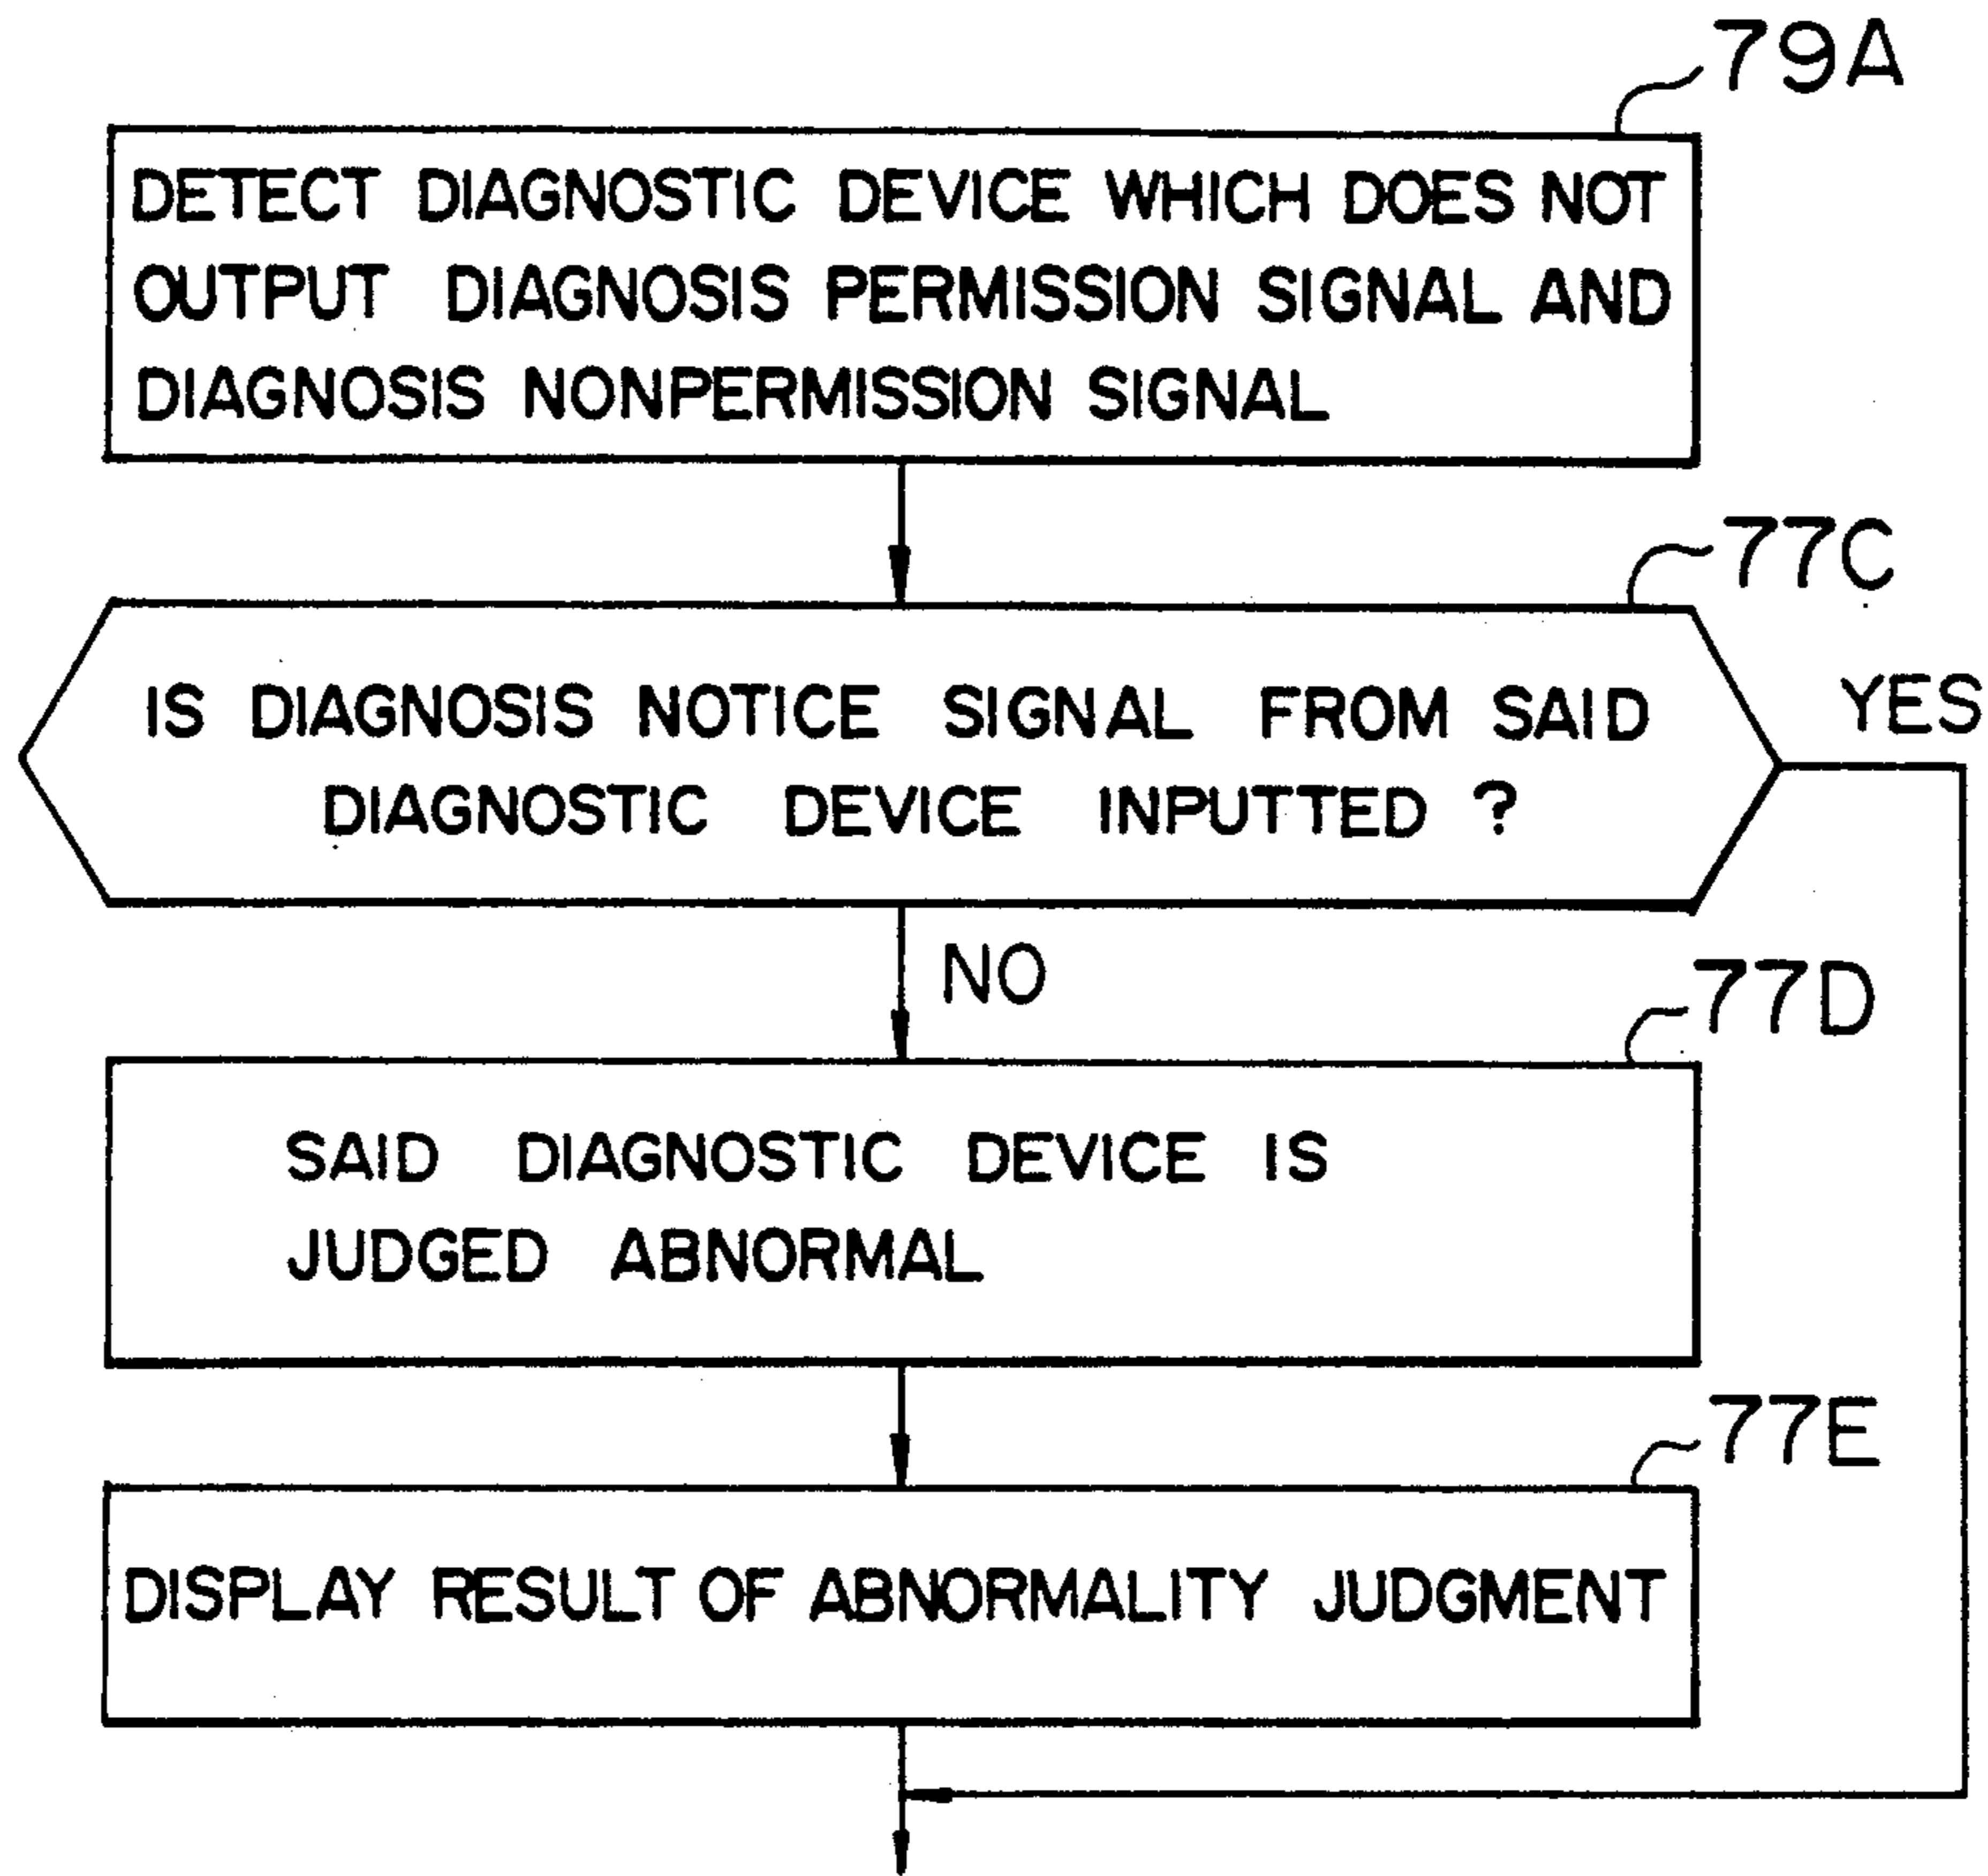 79A
DETECT DIAGNOSTIC DEVICE WHICH DOES NOT
OUTPUT DIAGNOSIS PERMISSION SIGNAL AND
DIAGNOSIS NONPERMISSION SIGNAL
77C
IS DIAGNOSIS NOTICE SIGNAL FROM SAID
DIAGNOSTIC DEVICE INPUTTED ?
YES
NO
77D
SAID DIAGNOSTIC DEVICE IS
JUDGED ABNORMAL
77E
DISPLAY RESULT OF ABNORMALITY JUDGMENT